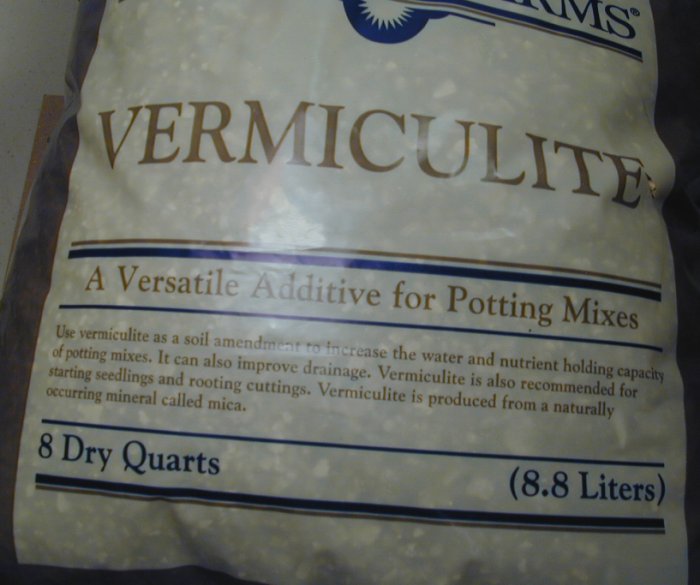 VERMICULITE
A Versatile Additive for Potting Mixes
Use vermiculite as a soil amendment to increase the water and nutrient holding capacity
of potting mixes. It can also improve drainage. Vermiculite is also recommended for
starting seedlings and rooting cuttings. Vermiculite is produced from a naturally
occurring mineral called mica.
8 Dry Quarts (8.8 Liters)